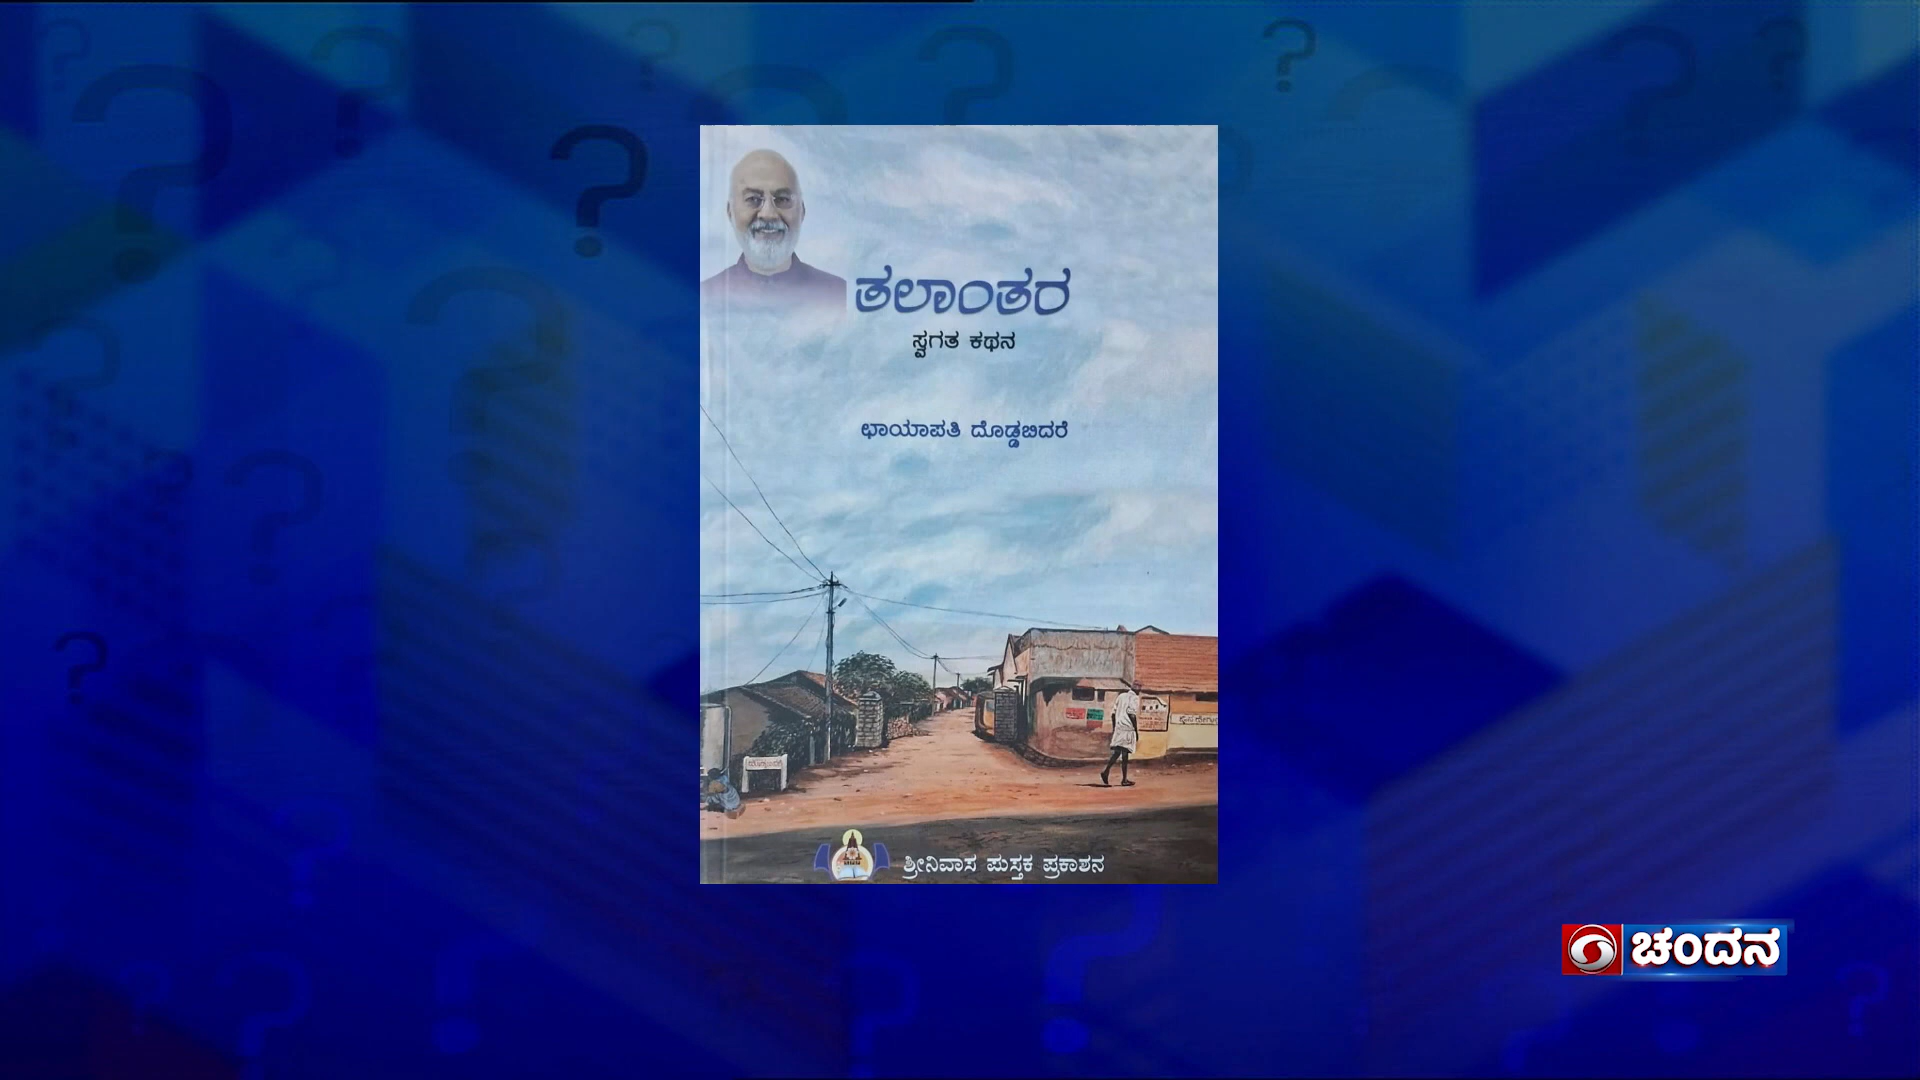 ತಲಾಂತರ
ಸ್ವಗತ ಕಥನ
ಛಾಯಾಪತಿ ದೊಡ್ಡಬಿದರೆ
ಶ್ರೀನಿವಾಸ ಪುಸ್ತಕ ಪ್ರಕಾಶನ
ಚಂದನ